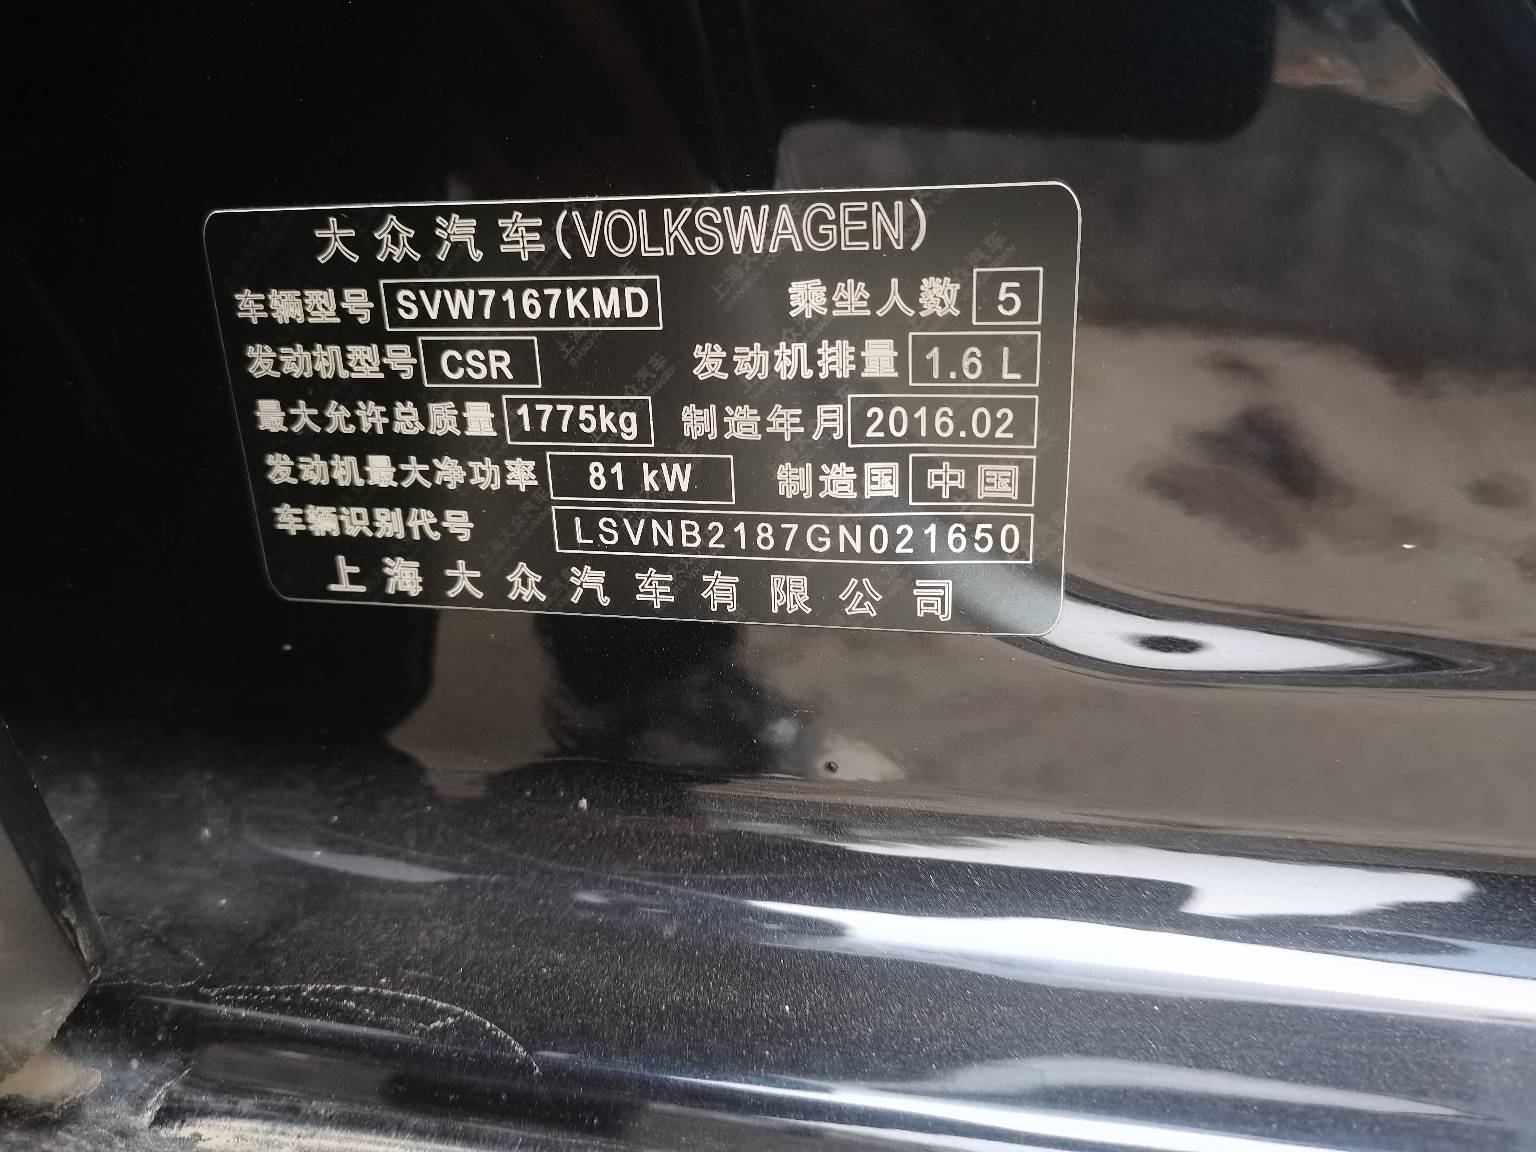 大众汽车(VOLKSWAGEN)
车辆型号 SVW7167KMD 乘坐人数 5
发动机型号 CSR 发动机排量 1.6 L
最大允许总质量 1775kg 制造年月 2016.02
发动机最大净功率 81 kW 制造国 中国
车辆识别代号 LSVNB2187GN021650
上海大众汽车有限公司